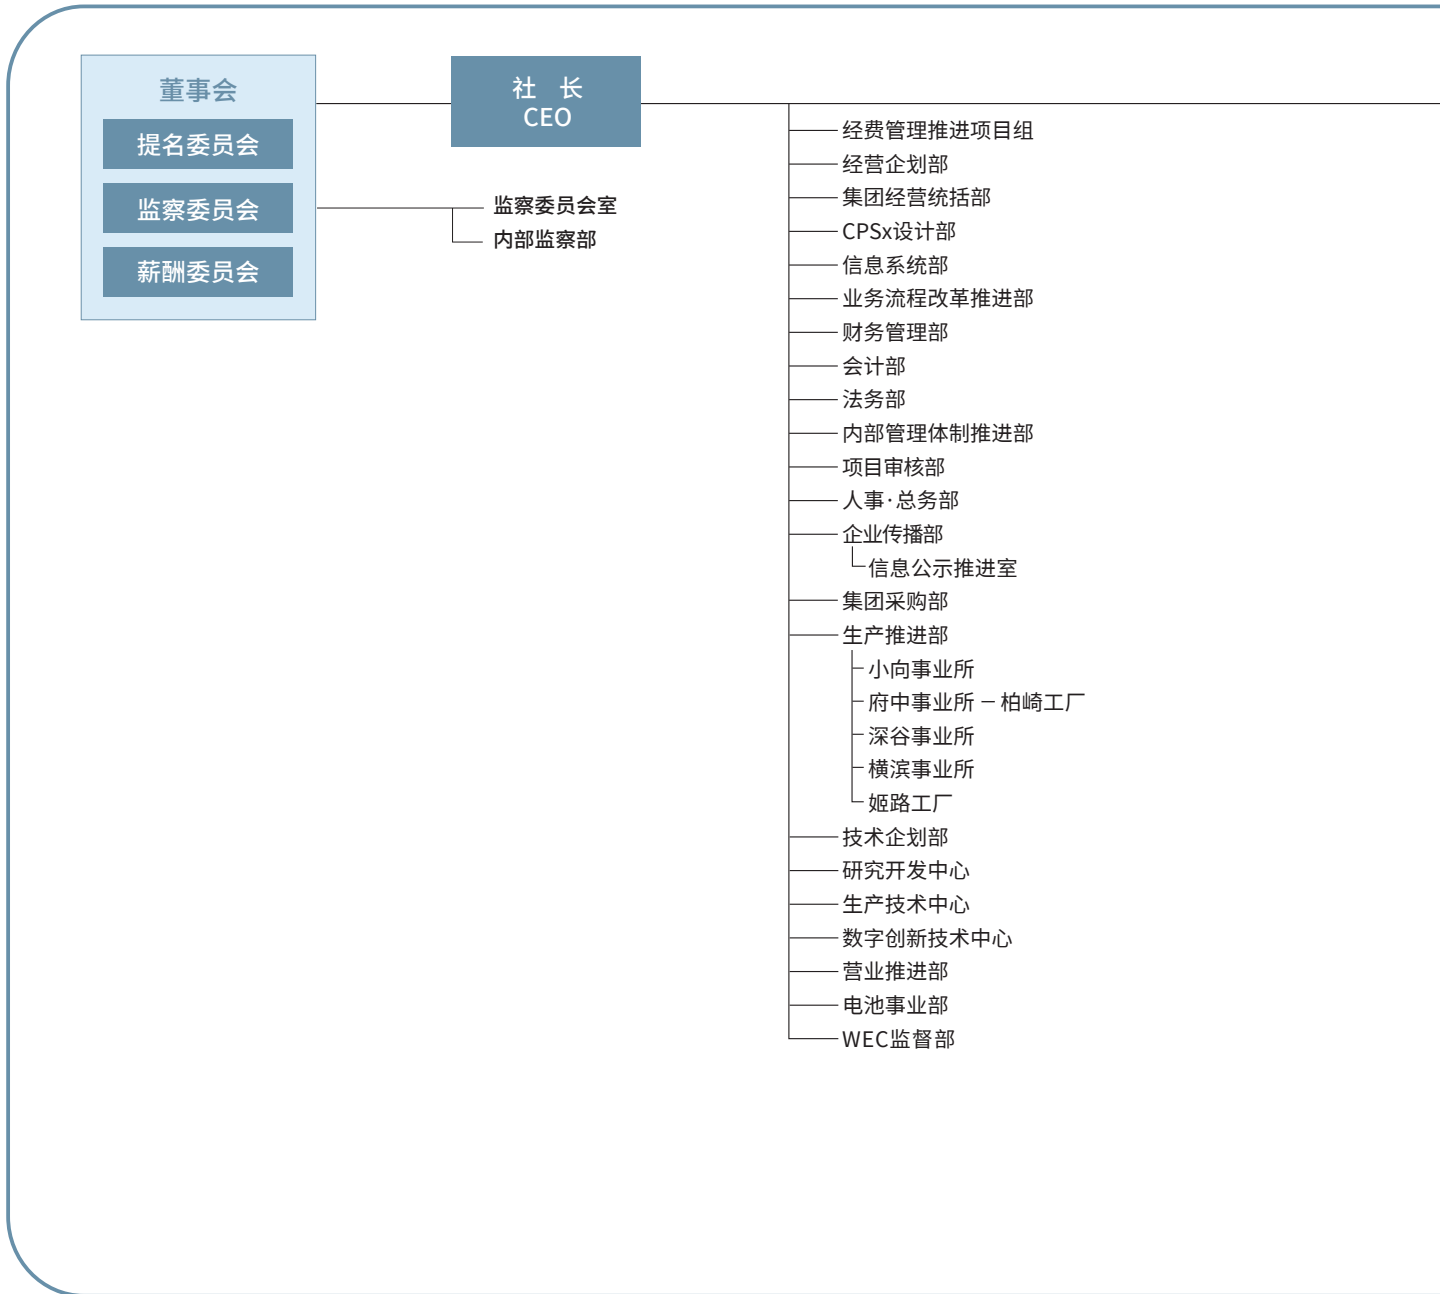 董事会
提名委员会
监察委员会
薪酬委员会
社 长
CEO
监察委员会室
内部监察部
经费管理推进项目组
经营企划部
集团经营统括部
CPSx设计部
信息系统部
业务流程改革推进部
财务管理部
会计部
法务部
内部管理体制推进部
项目审核部
人事·总务部
企业传播部
信息公示推进室
集团采购部
生产推进部
小向事业所
府中事业所 – 柏崎工厂
深谷事业所
横滨事业所
姬路工厂
技术企划部
研究开发中心
生产技术中心
数字创新技术中心
营业推进部
电池事业部
WEC监督部